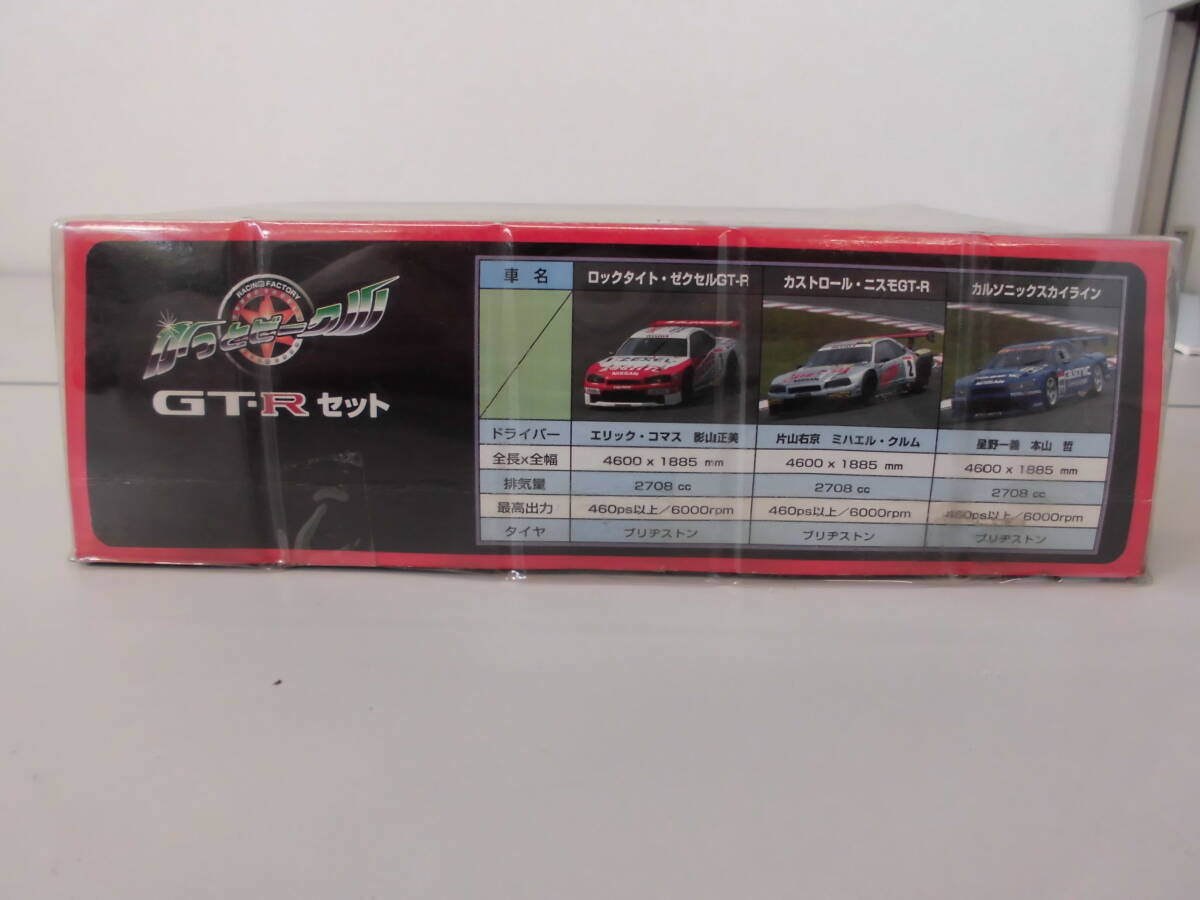 RACING FACTORY
かっとビーク
GT-R セット
車 名 ロックタイト・ゼクセルGT-R カストロール・ニスモGT-R カルソニックスカイライン
ZEXEL
NISSAN
2
ドライバー エリック・コマス 影山正美 片山右京 ミハエル・クルム 星野一義 本山 哲
全長x全幅 4600 x 1885 mm 4600 x 1885 mm 4600 x 1885 mm
排気量 2708 cc 2708 cc 2708 cc
最高出力 460ps以上/6000rpm 460ps以上/6000rpm 460ps以上/6000rpm
タイヤ ブリヂストン ブリヂストン ブリヂストン